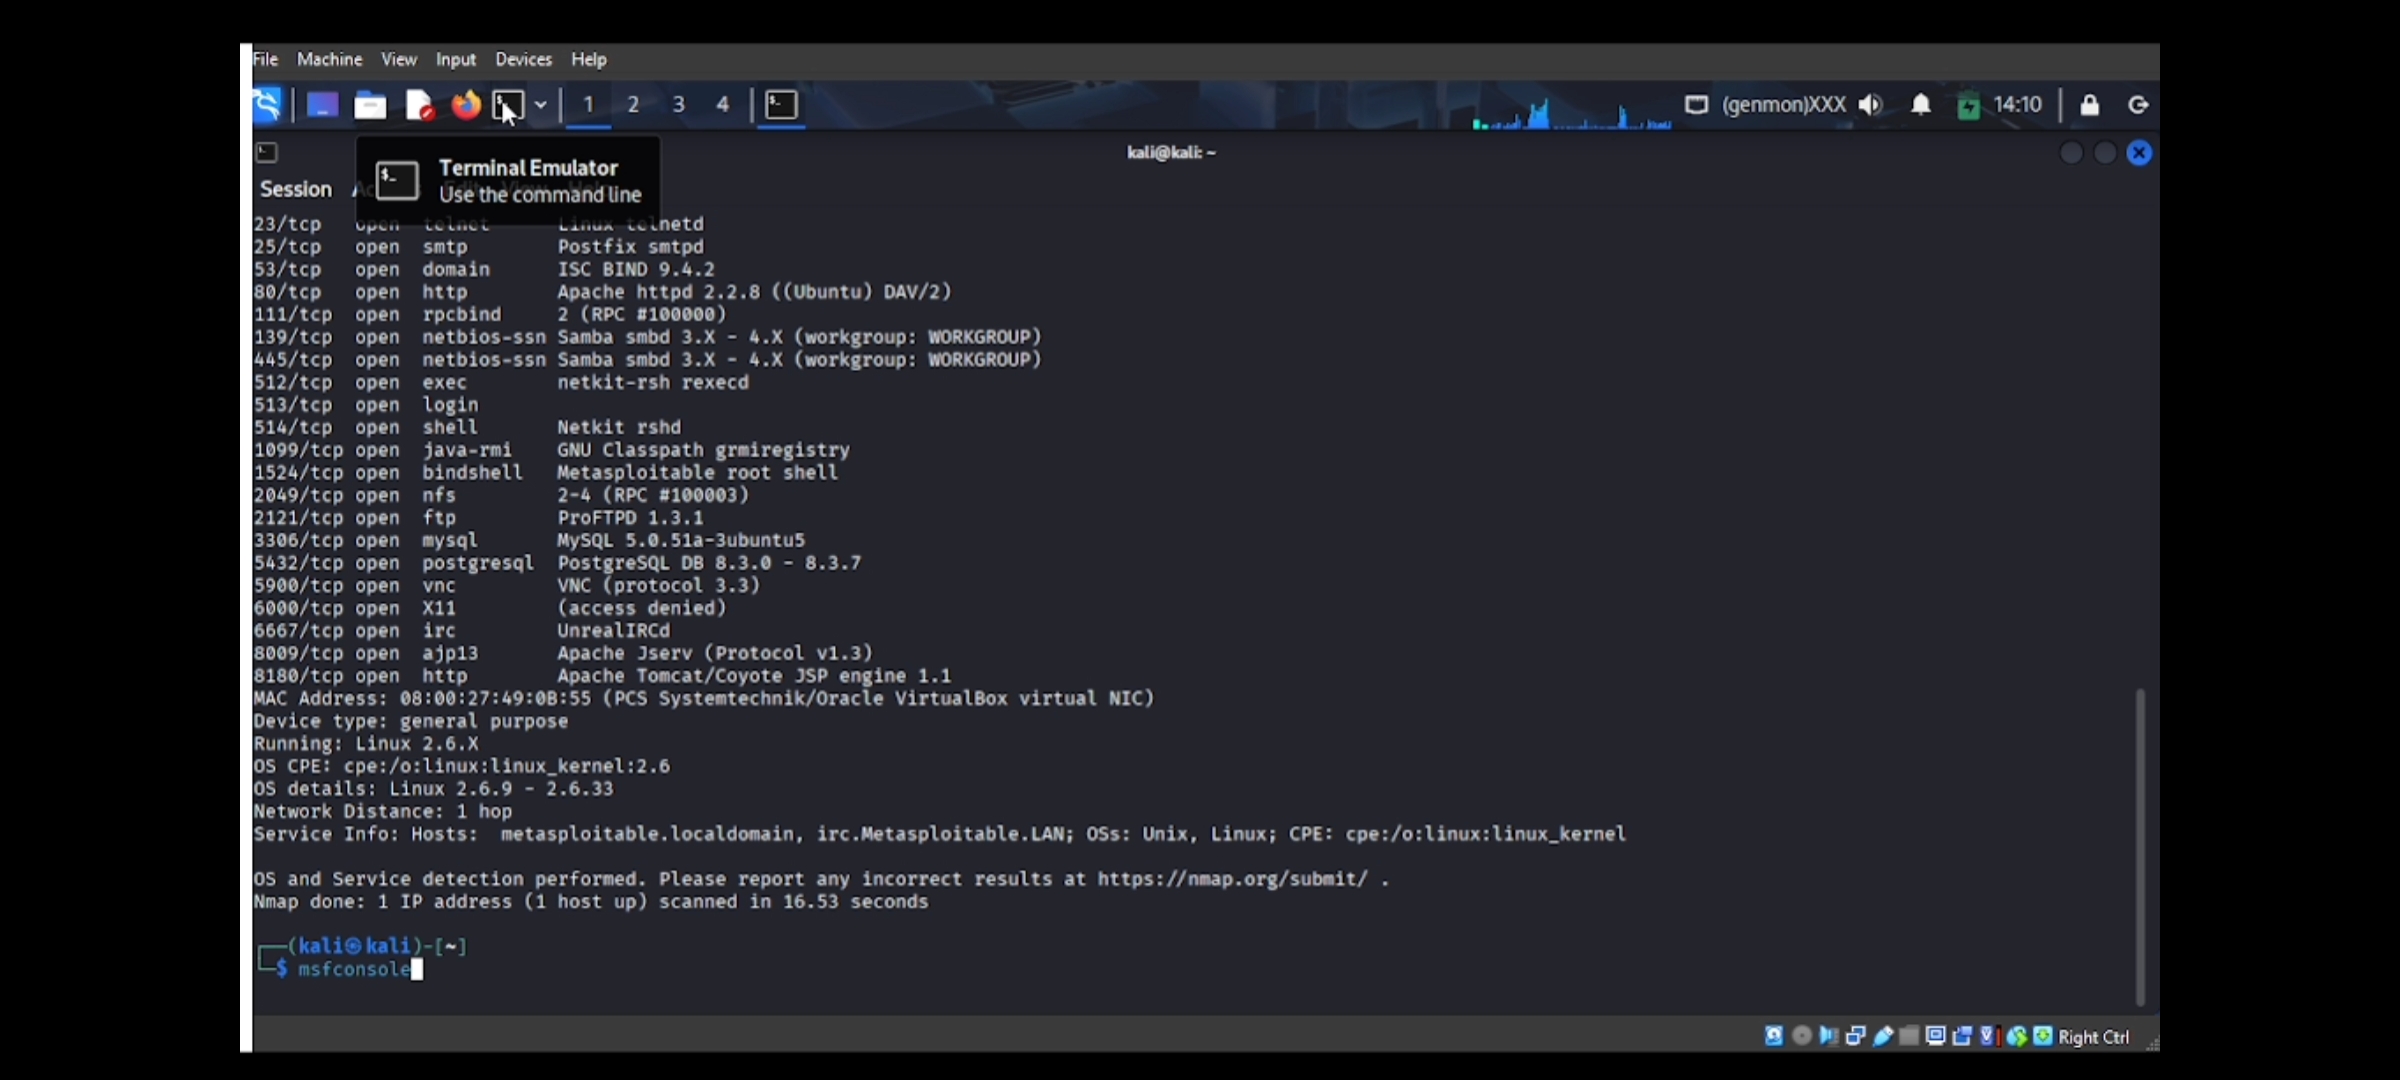 File Machine View Input Devices Help
1 2 3 4 (genmon)XXX 14:10
kali@kali: ~
Terminal Emulator
Session
Use the command line
23/tcp open telnet Linux telnetd
25/tcp open smtp Postfix smtpd
53/tcp open domain ISC BIND 9.4.2
80/tcp open http Apache httpd 2.2.8 ((Ubuntu) DAV/2)
111/tcp open rpcbind 2 (RPC #100000)
139/tcp open netbios-ssn Samba smbd 3.X - 4.X (workgroup: WORKGROUP)
445/tcp open netbios-ssn Samba smbd 3.X - 4.X (workgroup: WORKGROUP)
512/tcp open exec netkit-rsh rexecd
513/tcp open login
514/tcp open shell Netkit rshd
1099/tcp open java-rmi GNU Classpath grmiregistry
1524/tcp open bindshell Metasploitable root shell
2049/tcp open nfs 2-4 (RPC #100003)
2121/tcp open ftp ProFTPD 1.3.1
3306/tcp open mysql MySQL 5.0.51a-3ubuntu5
5432/tcp open postgresql PostgreSQL DB 8.3.0 - 8.3.7
5900/tcp open vnc VNC (protocol 3.3)
6000/tcp open X11 (access denied)
6667/tcp open irc UnrealIRCd
8009/tcp open ajp13 Apache Jserv (Protocol v1.3)
8180/tcp open http Apache Tomcat/Coyote JSP engine 1.1
MAC Address: 08:00:27:49:0B:55 (PCS Systemtechnik/Oracle VirtualBox virtual NIC)
Device type: general purpose
Running: Linux 2.6.X
OS CPE: cpe:/o:linux:linux_kernel:2.6
OS details: Linux 2.6.9 - 2.6.33
Network Distance: 1 hop
Service Info: Hosts:  metasploitable.localdomain, irc.Metasploitable.LAN; OSs: Unix, Linux; CPE: cpe:/o:linux:linux_kernel
OS and Service detection performed. Please report any incorrect results at https://nmap.org/submit/ .
Nmap done: 1 IP address (1 host up) scanned in 16.53 seconds
┌──(kali㉿kali)-[~]
└─$ msfconsole
Right Ctrl